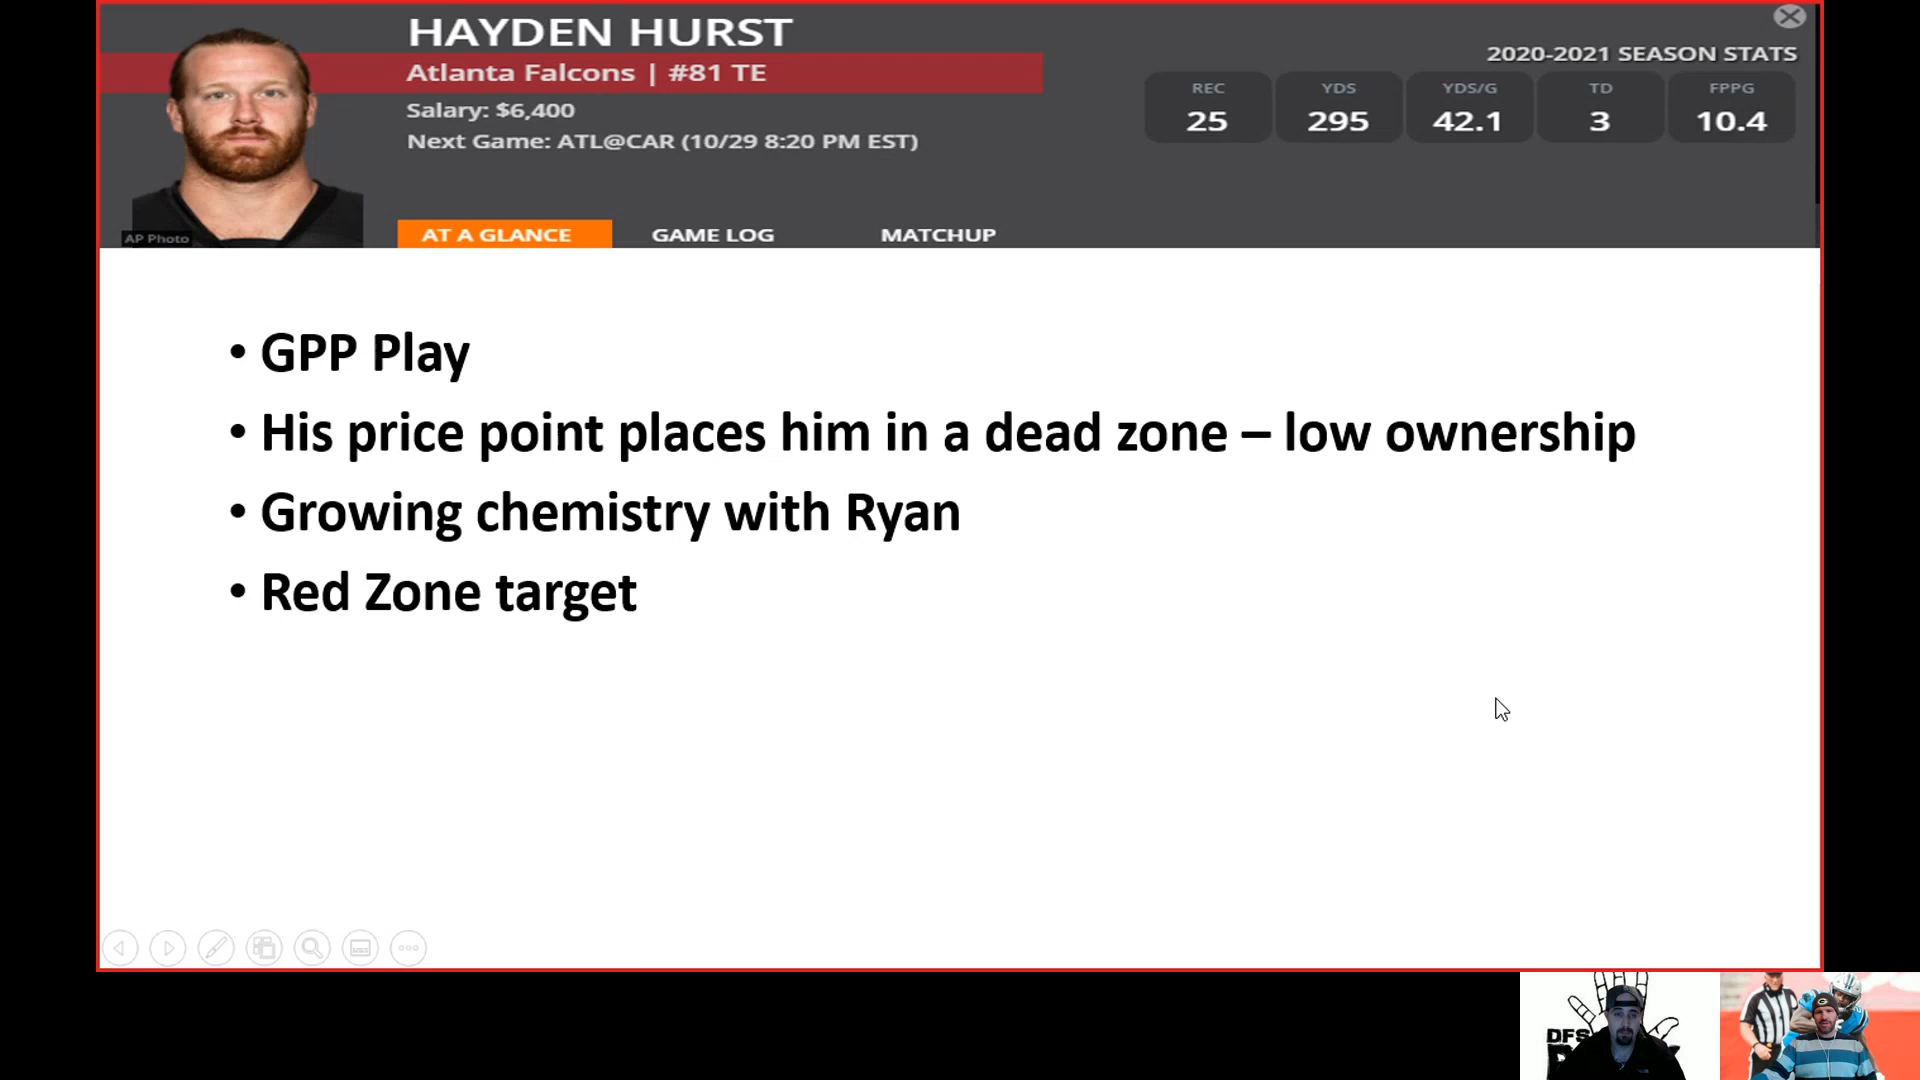 HAYDEN HURST
Atlanta Falcons | #81 TE
Salary: $6,400
Next Game: ATL@CAR (10/29 8:20 PM EST)
2020-2021 SEASON STATS
REC YDS YDS/G TD FPPG
25 295 42.1 3 10.4
AP Photo
AT A GLANCE GAME LOG MATCHUP
• GPP Play
• His price point places him in a dead zone – low ownership
• Growing chemistry with Ryan
• Red Zone target
DFS